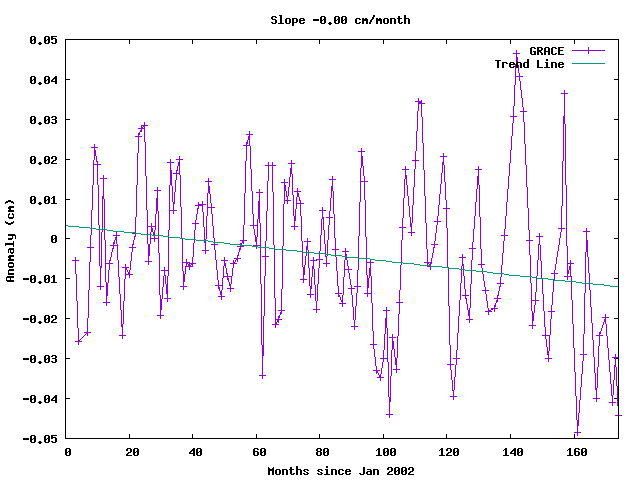 Slope -0.00 cm/month
0.05
GRACE
Trend Line
0.04
0.03
0.02
0.01
0
-0.01
-0.02
-0.03
-0.04
-0.05
Anomaly (cm)
0 20 40 60 80 100 120 140 160
Months since Jan 2002